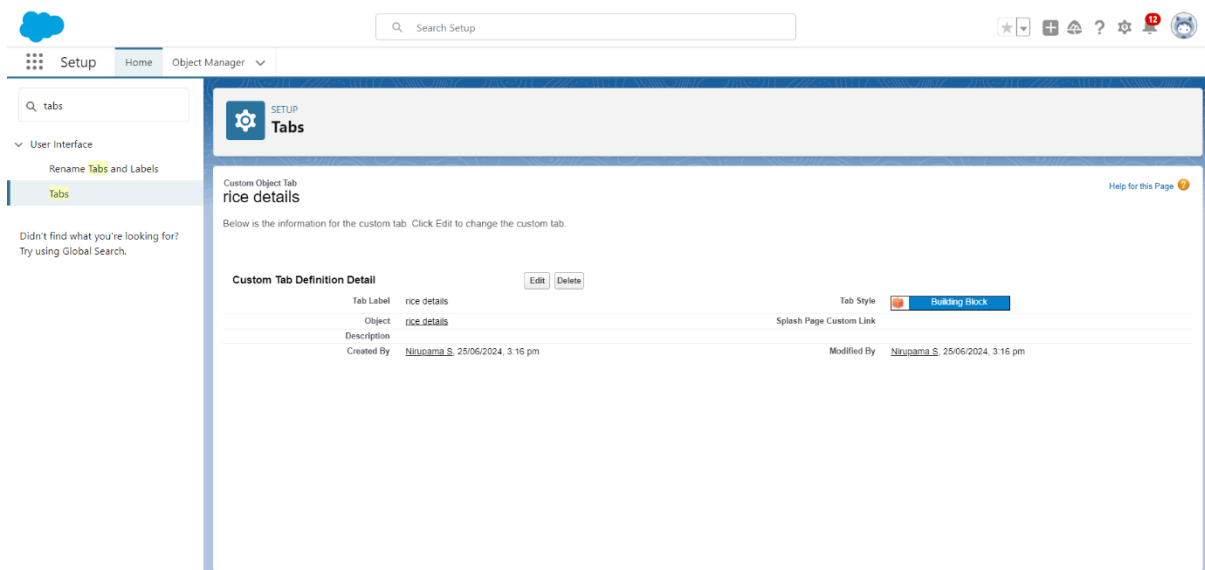 Search Setup
12
Setup Home Object Manager
tabs
User Interface
Rename Tabs and Labels
Tabs
Didn't find what you're looking for?
Try using Global Search.
SETUP
Tabs
Custom Object Tab
rice details
Help for this Page ?
Below is the information for the custom tab. Click Edit to change the custom tab.
Custom Tab Definition Detail Edit Delete
Tab Label rice details Tab Style Building Block
Object rice details Splash Page Custom Link
Description
Created By Nirupama S, 25/06/2024, 3:16 pm Modified By Nirupama S, 25/06/2024, 3:16 pm